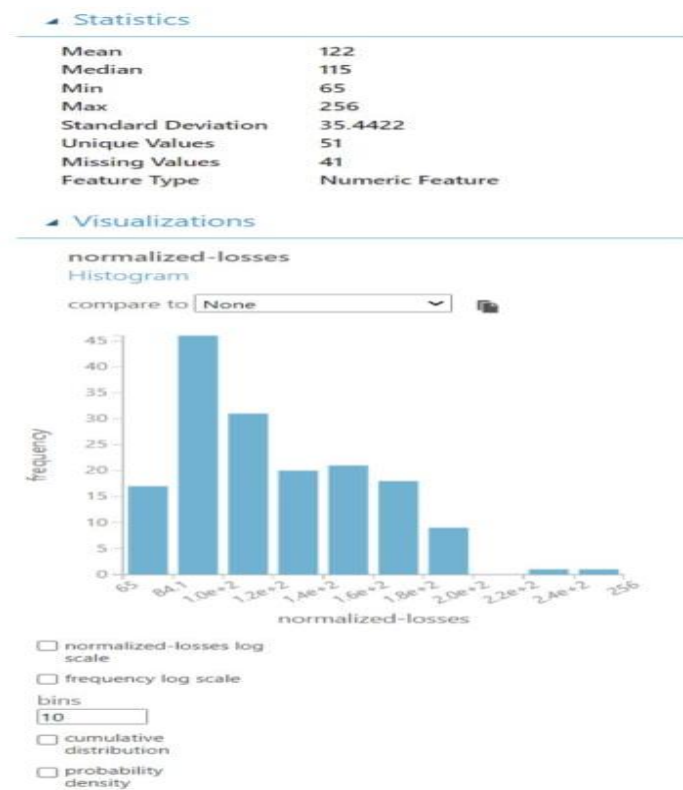 Statistics
Mean 122
Median 115
Min 65
Max 256
Standard Deviation 35.4422
Unique Values 51
Missing Values 41
Feature Type Numeric Feature
Visualizations
normalized-losses
Histogram
compare to None
45
40
35
30
25
20
15
10
5
0
frequency
65 84.1 1.0e+2 1.2e+2 1.4e+2 1.6e+2 1.8e+2 2.0e+2 2.2e+2 2.4e+2 256
normalized-losses
normalized-losses log
scale
frequency log scale
bins
10
cumulative
distribution
probability
density